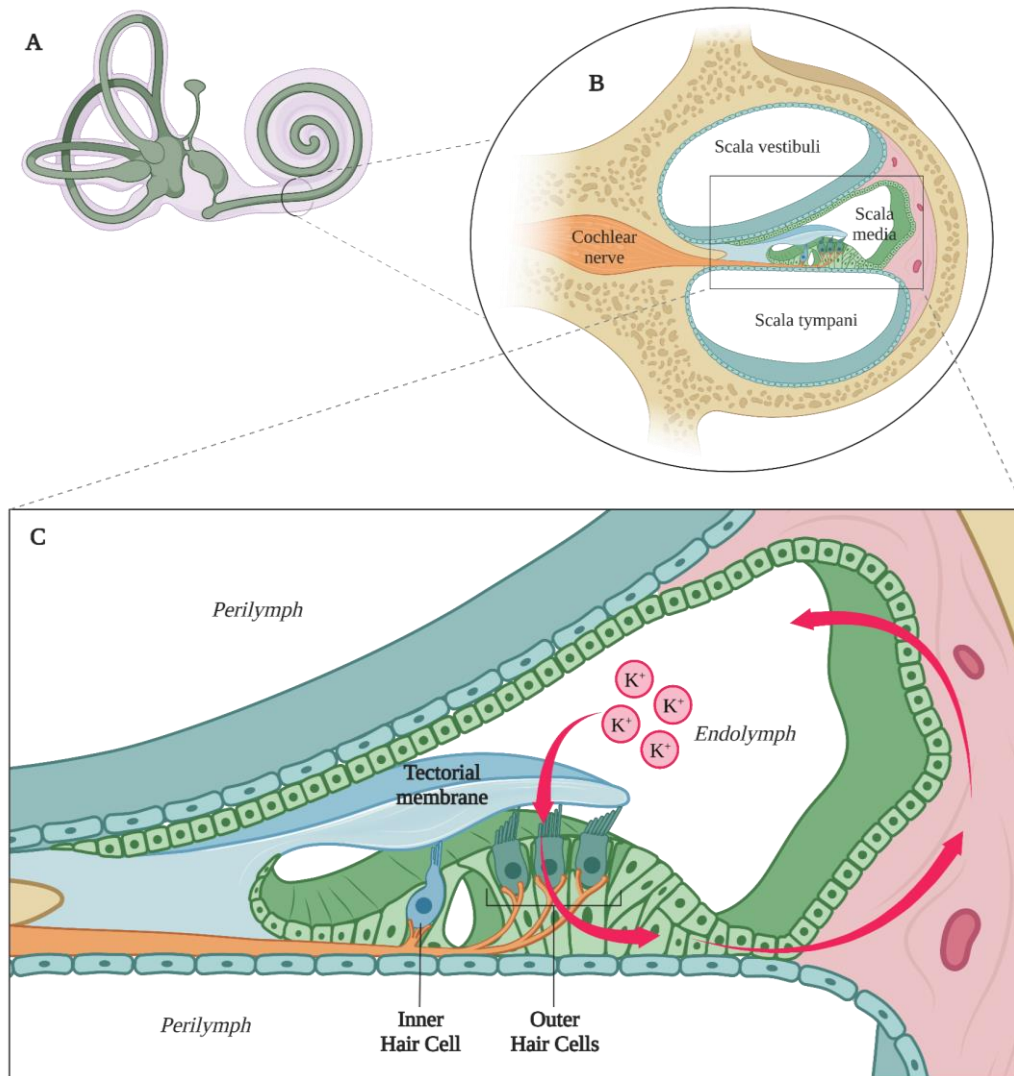 A
B
Scala vestibuli
Scala
media
Cochlear
nerve
Scala tympani
C
Perilymph
K⁺
K⁺
K⁺
K⁺
Endolymph
Tectorial
membrane
Perilymph
Inner
Hair Cell
Outer
Hair Cells